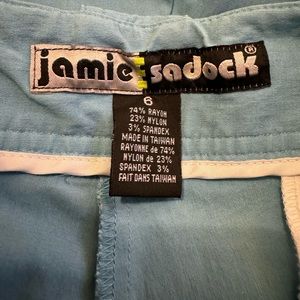 jamie sadock®
6
74% RAYON
23% NYLON
3% SPANDEX
MADE IN TAIWAN
RAYONNE de 74%
NYLON de 23%
SPANDEX 3%
FAIT DANS TAIWAN